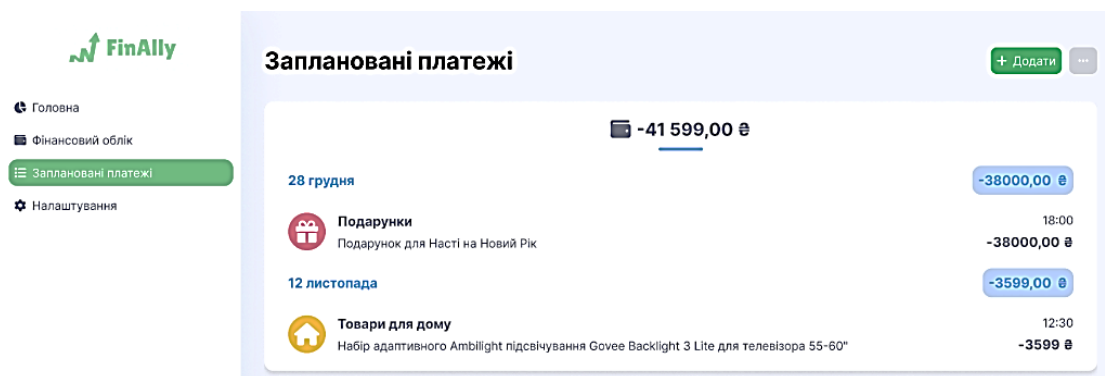 FinAlly
Головна
Фінансовий облік
Заплановані платежі
Налаштування
Заплановані платежі
+ Додати
...
-41 599,00 ₴
28 грудня
-38000,00 ₴
Подарунки
18:00
Подарунок для Насті на Новий Рік
-38000,00 ₴
12 листопада
-3599,00 ₴
Товари для дому
12:30
Набір адаптивного Ambilight підсвічування Govee Backlight 3 Lite для телевізора 55-60"
-3599 ₴